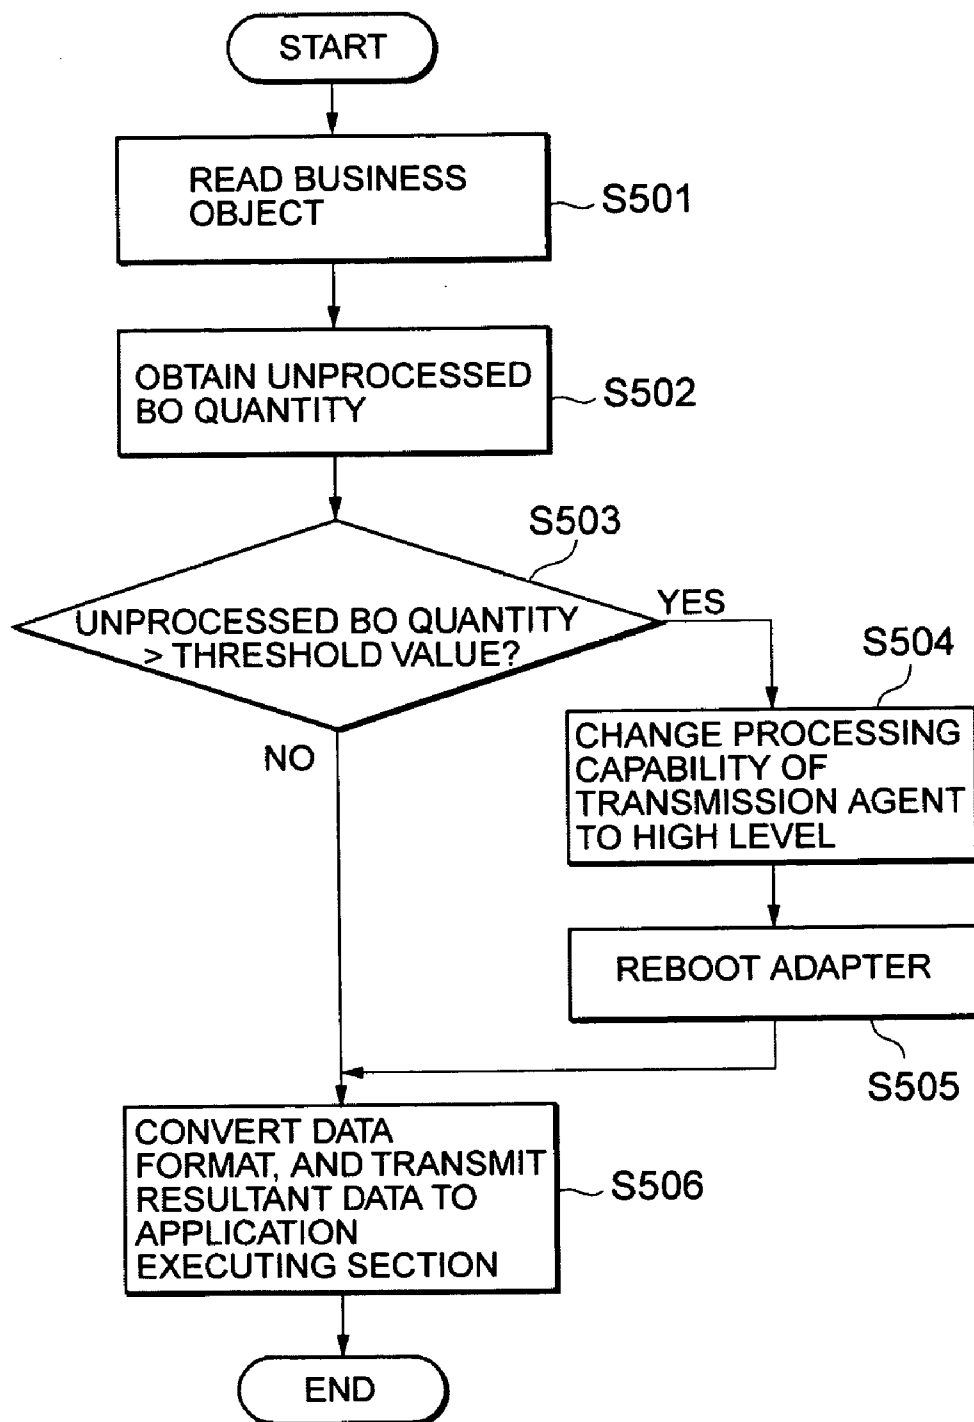 START
READ BUSINESS
OBJECT
S501
OBTAIN UNPROCESSED
BO QUANTITY
S502
S503
UNPROCESSED BO QUANTITY
> THRESHOLD VALUE?
YES
NO
S504
CHANGE PROCESSING
CAPABILITY OF
TRANSMISSION AGENT
TO HIGH LEVEL
REBOOT ADAPTER
S505
CONVERT DATA
FORMAT, AND TRANSMIT
RESULTANT DATA TO
APPLICATION
EXECUTING SECTION
S506
END